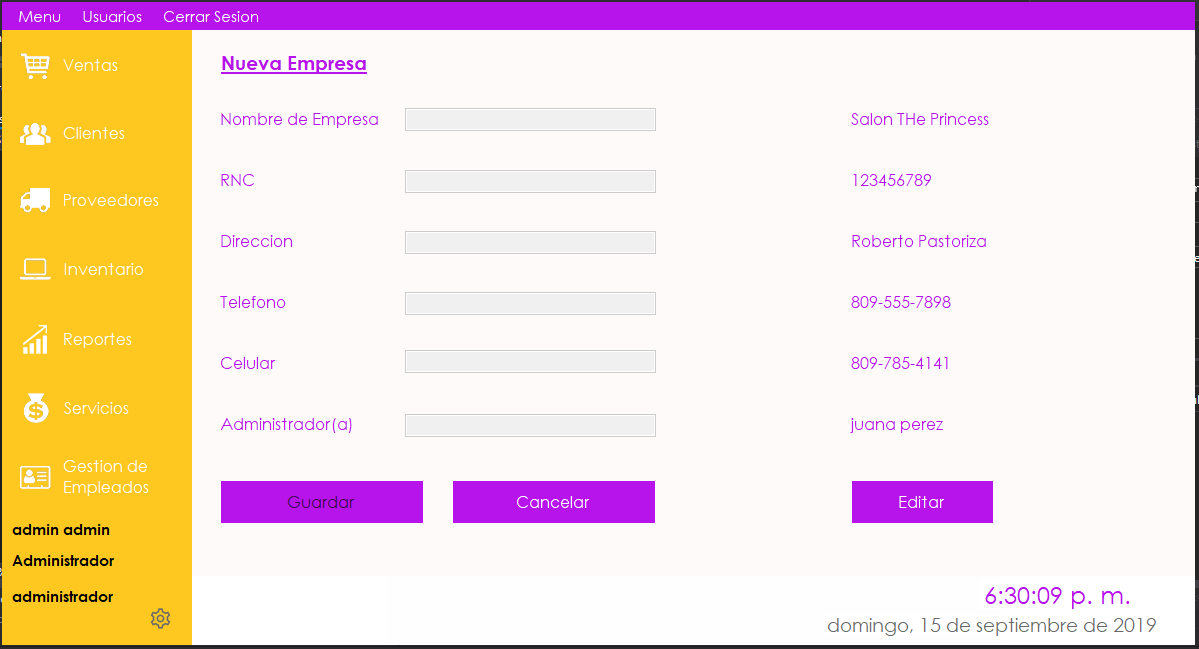 Menu Usuarios Cerrar Sesion
Ventas
Clientes
Proveedores
Inventario
Reportes
Servicios
Gestion de
Empleados
admin admin
Administrador
administrador
Nueva Empresa
Nombre de Empresa Salon THe Princess
RNC 123456789
Direccion Roberto Pastoriza
Telefono 809-555-7898
Celular 809-785-4141
Administrador(a) juana perez
Guardar Cancelar Editar
6:30:09 p. m.
domingo, 15 de septiembre de 2019